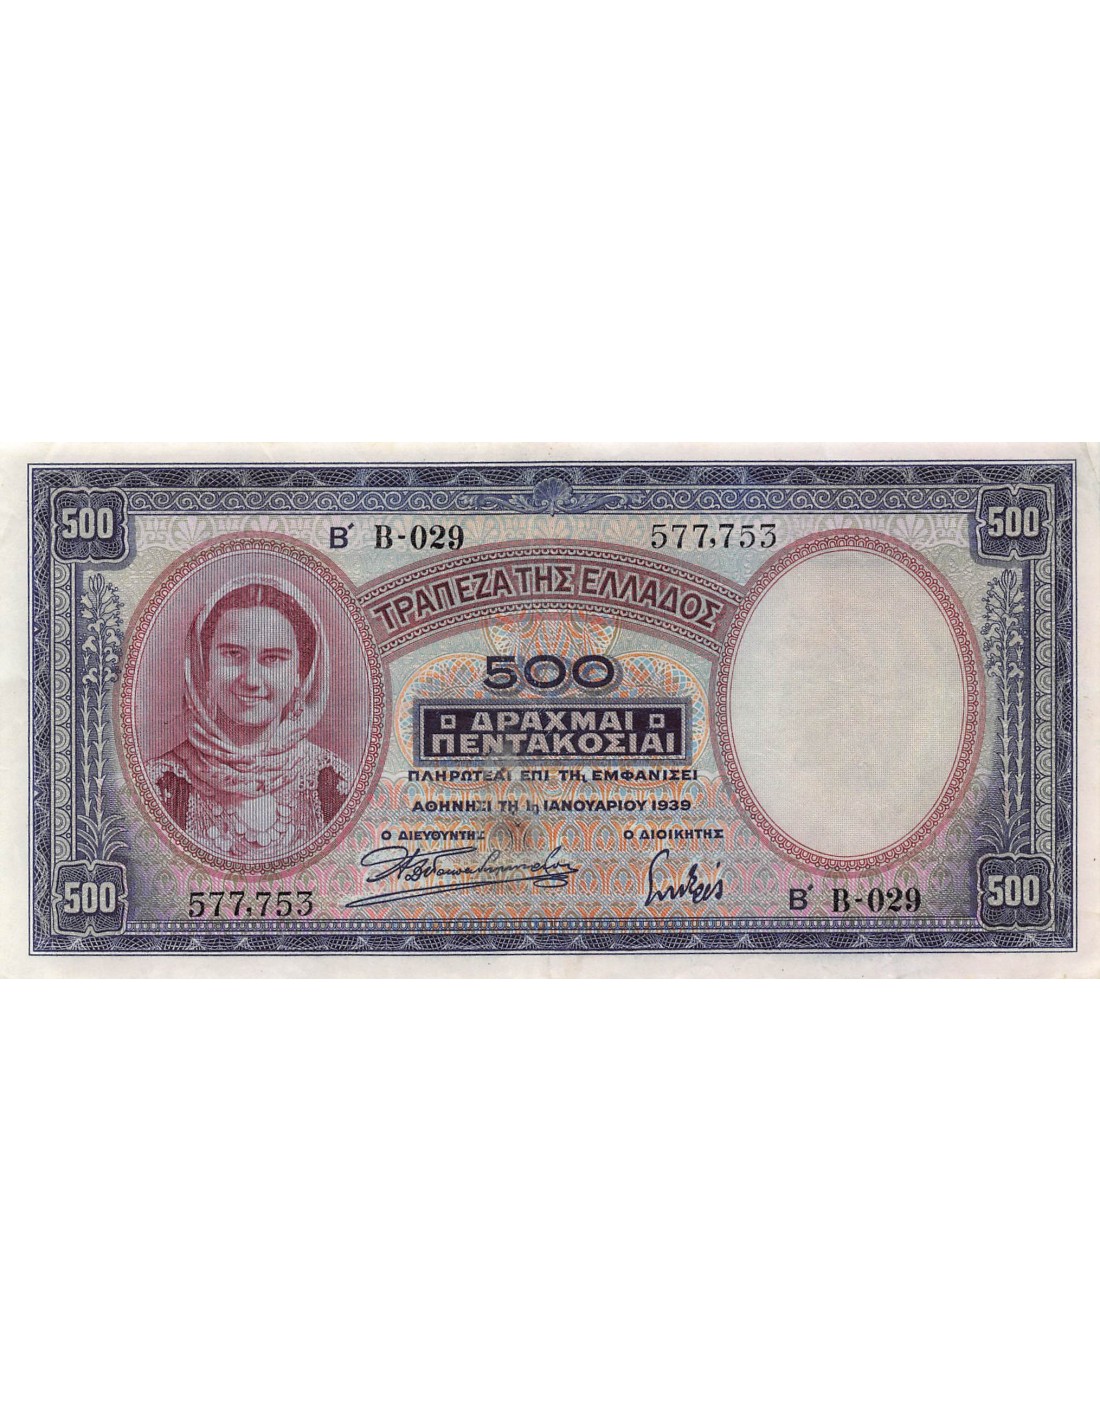 500
500
Β΄ Β-029
577,753
ΤΡΑΠΕΖΑ ΤΗΣ ΕΛΛΑΔΟΣ
500
ΔΡΑΧΜΑΙ
ΠΕΝΤΑΚΟΣΙΑΙ
ΠΛΗΡΩΤΕΑΙ ΕΠΙ ΤΗι ΕΜΦΑΝΙΣΕΙ
ΑΘΗΝΗΣΙ ΤΗ 1η ΙΑΝΟΥΑΡΙΟΥ 1939
Ο ΔΙΕΥΘΥΝΤΗΣ
Ο ΔΙΟΙΚΗΤΗΣ
500
577,753
Β΄ Β-029
500